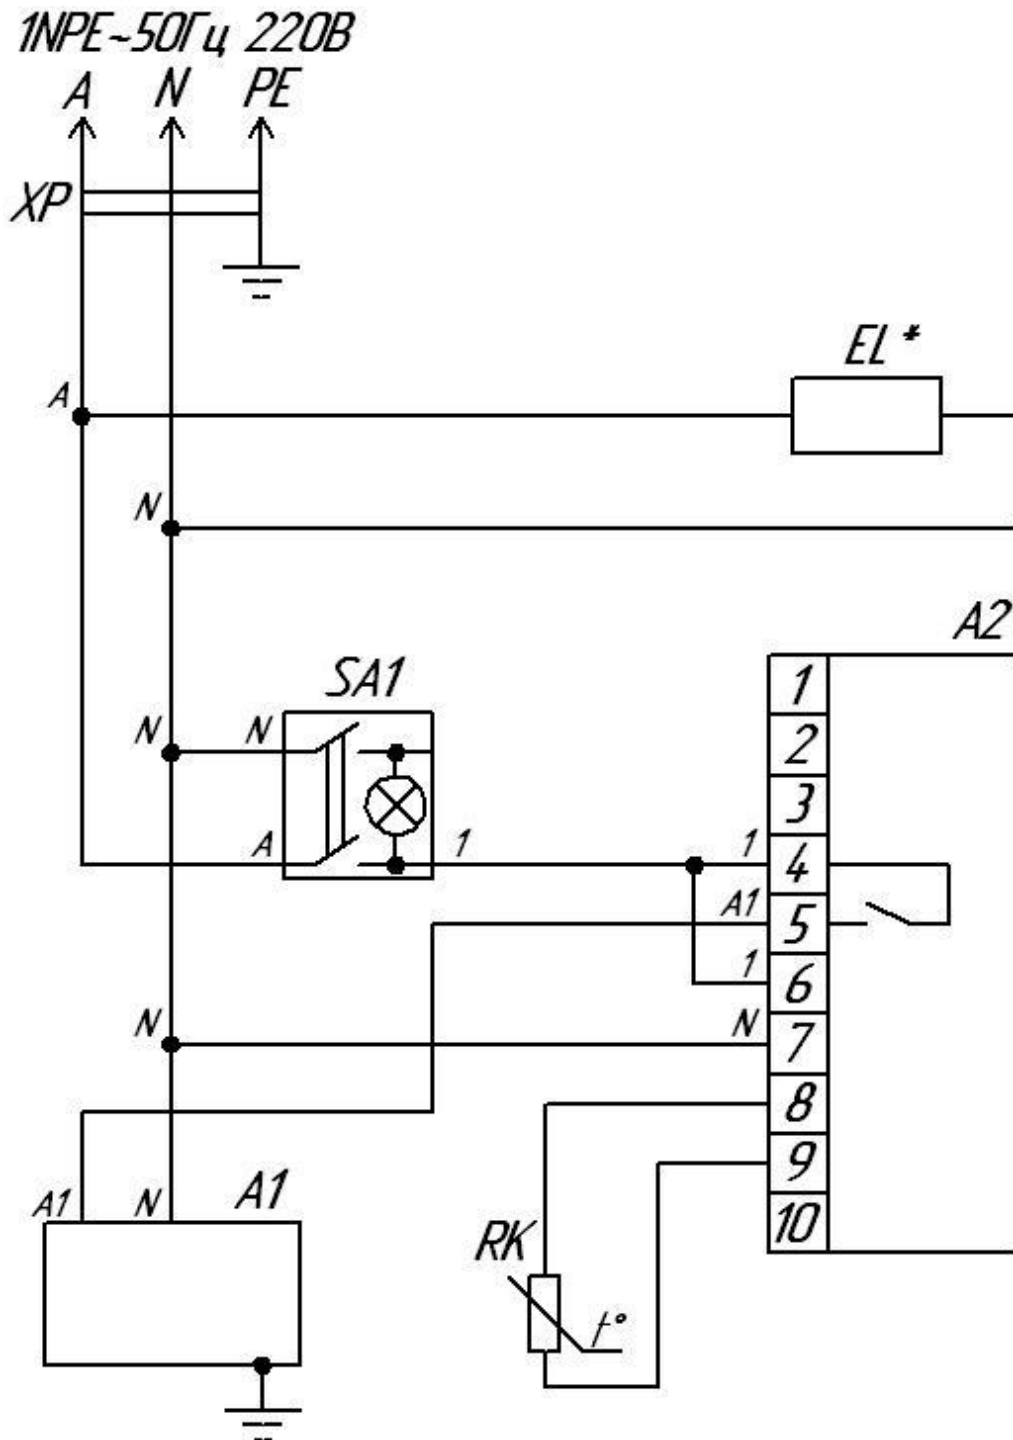 1NPE~50Гц 220В
A N PE
XP
EL *
A
N
A2
SA1
1
N N
2
3
A 1 1 4
A1 5
1 6
N N 7
8
9
A1 N A1
10
RK
t°